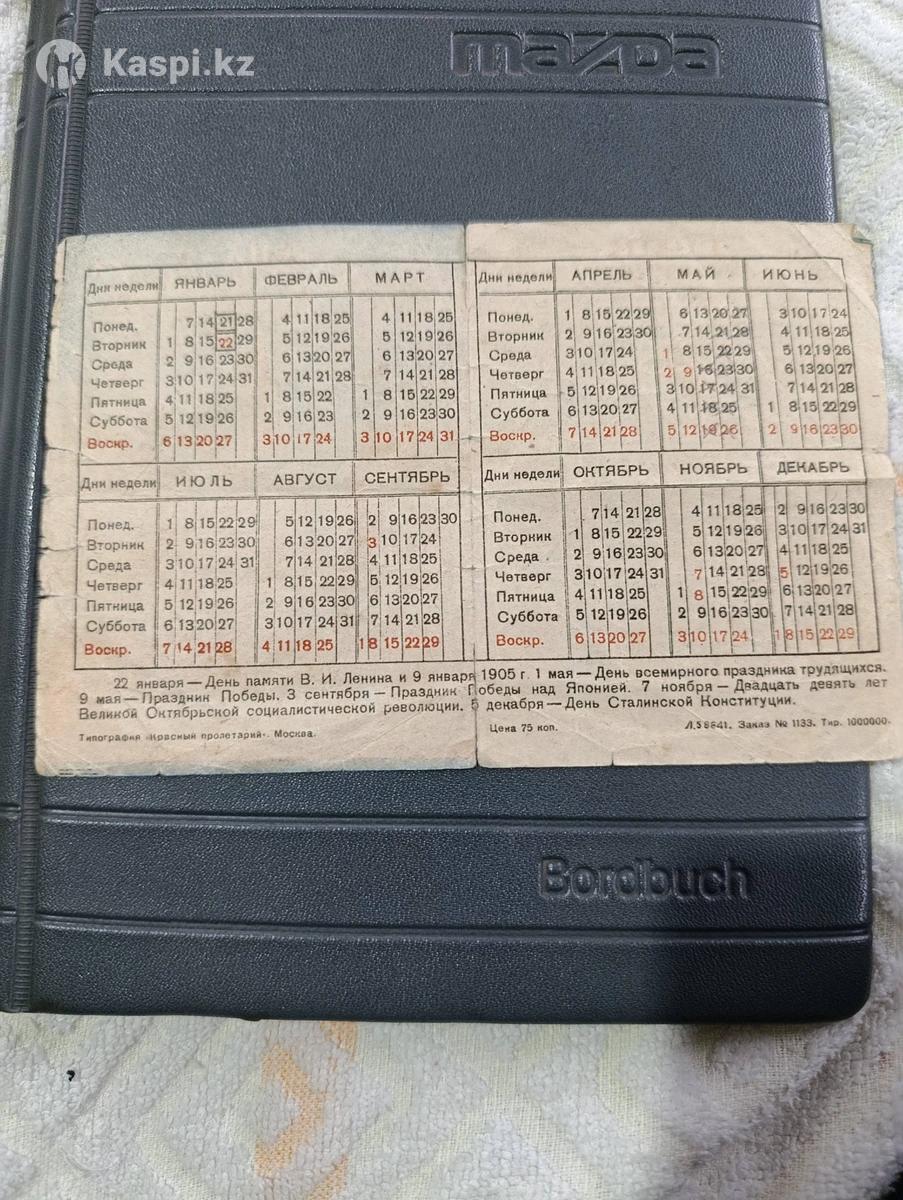 Kaspi.kz
mazda
Дни недели ЯНВАРЬ ФЕВРАЛЬ МАРТ
Понед. 7 14 21 28 4 11 18 25 4 11 18 25
Вторник 1 8 15 22 29 5 12 19 26 5 12 19 26
Среда 2 9 16 23 30 6 13 20 27 6 13 20 27
Четверг 3 10 17 24 31 7 14 21 28 7 14 21 28
Пятница 4 11 18 25 1 8 15 22 1 8 15 22 29
Суббота 5 12 19 26 2 9 16 23 2 9 16 23 30
Воскр. 6 13 20 27 3 10 17 24 3 10 17 24 31
Дни недели АПРЕЛЬ МАЙ ИЮНЬ
Понед. 1 8 15 22 29 6 13 20 27 3 10 17 24
Вторник 2 9 16 23 30 7 14 21 28 4 11 18 25
Среда 3 10 17 24 1 8 15 22 29 5 12 19 26
Четверг 4 11 18 25 2 9 16 23 30 6 13 20 27
Пятница 5 12 19 26 3 10 17 24 31 7 14 21 28
Суббота 6 13 20 27 4 11 18 25 1 8 15 22 29
Воскр. 7 14 21 28 5 12 19 26 2 9 16 23 30
Дни недели ИЮЛЬ АВГУСТ СЕНТЯБРЬ
Понед. 1 8 15 22 29 5 12 19 26 2 9 16 23 30
Вторник 2 9 16 23 30 6 13 20 27 3 10 17 24
Среда 3 10 17 24 31 7 14 21 28 4 11 18 25
Четверг 4 11 18 25 1 8 15 22 29 5 12 19 26
Пятница 5 12 19 26 2 9 16 23 30 6 13 20 27
Суббота 6 13 20 27 3 10 17 24 31 7 14 21 28
Воскр. 7 14 21 28 4 11 18 25 1 8 15 22 29
Дни недели ОКТЯБРЬ НОЯБРЬ ДЕКАБРЬ
Понед. 7 14 21 28 4 11 18 25 2 9 16 23 30
Вторник 1 8 15 22 29 5 12 19 26 3 10 17 24 31
Среда 2 9 16 23 30 6 13 20 27 4 11 18 25
Четверг 3 10 17 24 31 7 14 21 28 5 12 19 26
Пятница 4 11 18 25 1 8 15 22 29 6 13 20 27
Суббота 5 12 19 26 2 9 16 23 30 7 14 21 28
Воскр. 6 13 20 27 3 10 17 24 1 8 15 22 29
22 января — День памяти В. И. Ленина и 9 января 1905 г. 1 мая — День всемирного праздника трудящихся.
9 мая — Праздник Победы. 3 сентября — Праздник Победы над Японией. 7 ноября — Двадцать девять лет
Великой Октябрьской социалистической революции. 5 декабря — День Сталинской Конституции.
Типография «Красный пролетарий». Москва. Цена 75 коп. Заказ № 1133. Тир. 1000000.
Bordbuch